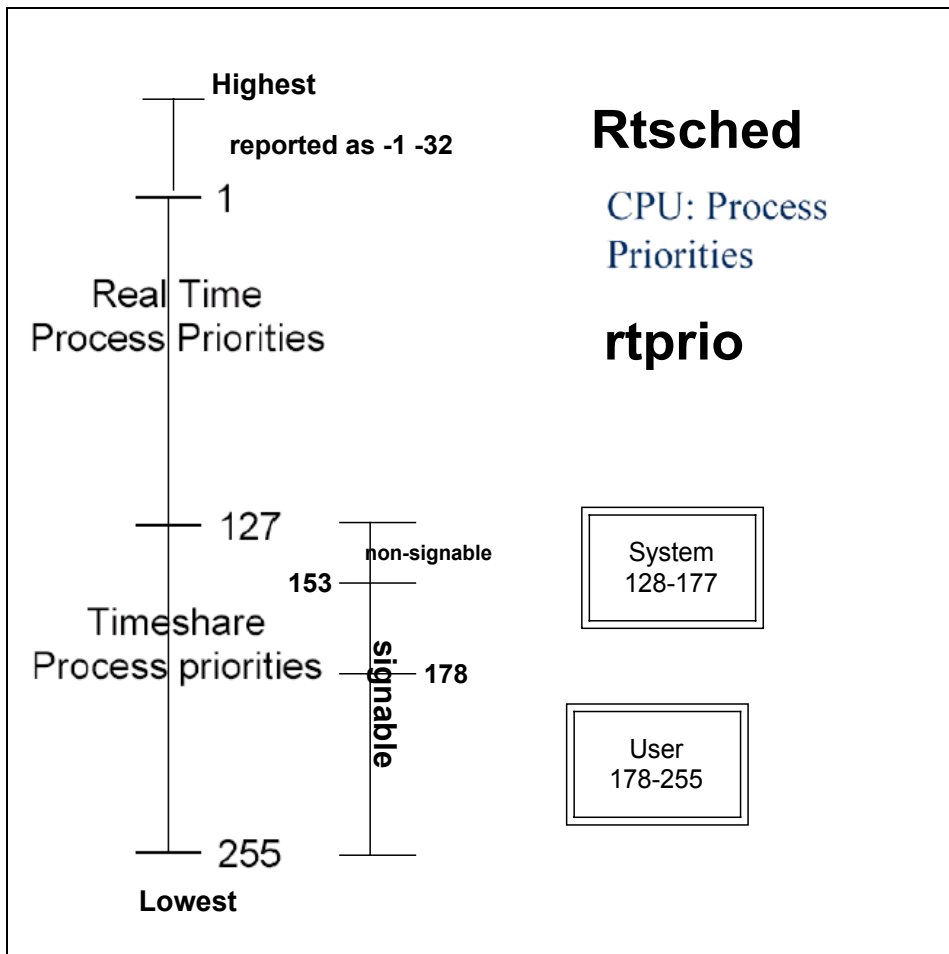 Highest
reported as -1 -32
Rtsched
1
CPU: Process
Priorities
Real Time
Process Priorities
rtprio
127
non-signable
153
System
128-177
Timeshare
Process priorities
signable
178
User
178-255
255
Lowest